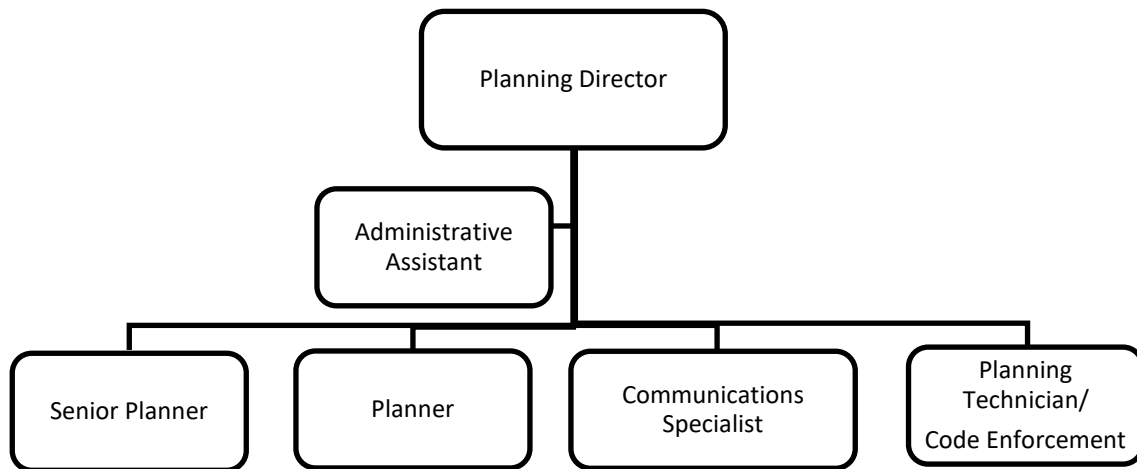 Planning Director
Administrative
Assistant
Senior Planner
Planner
Communications
Specialist
Planning
Technician/
Code Enforcement